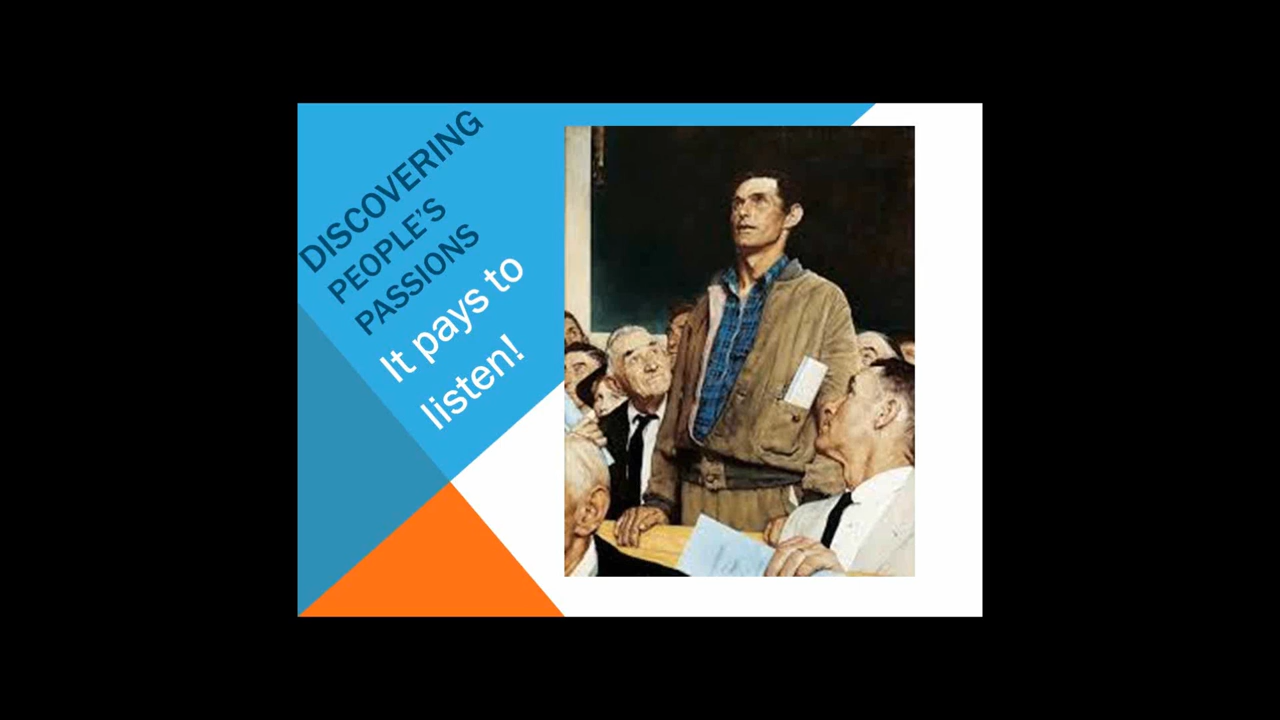 DISCOVERING
PEOPLE’S
PASSIONS
It pays to
listen!